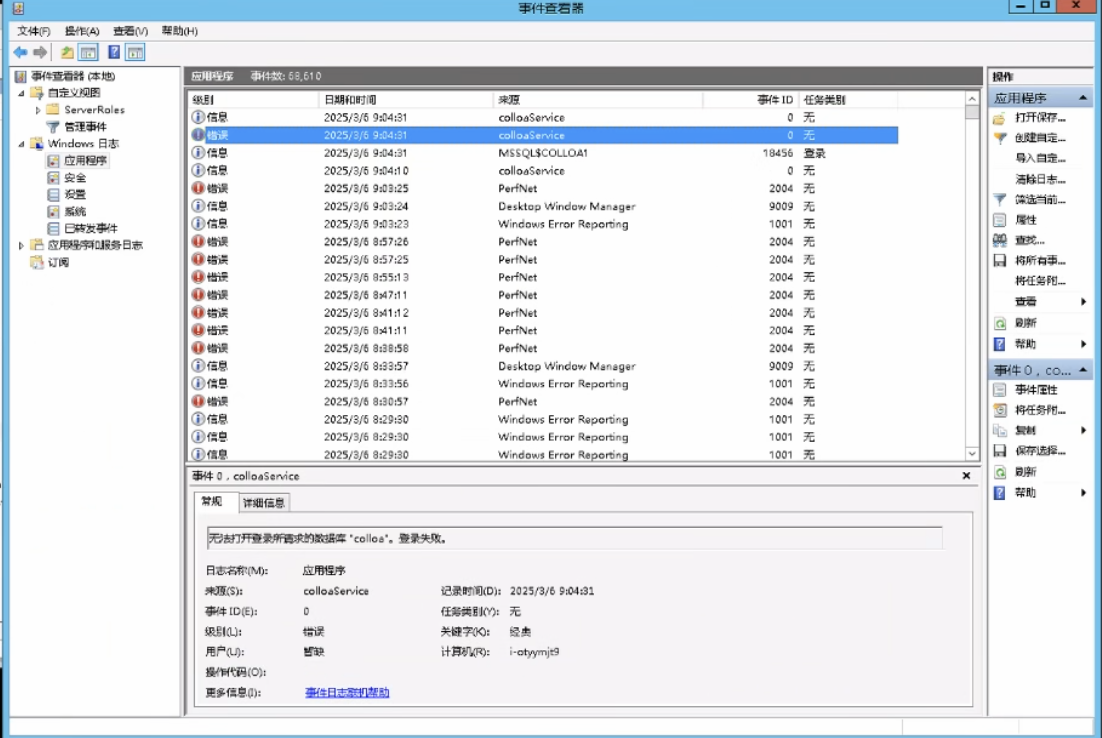 事件查看器
文件(F) 操作(A) 查看(V) 帮助(H)
事件查看器 (本地)
自定义视图
ServerRoles
管理事件
Windows 日志
应用程序
安全
设置
系统
已转发事件
应用程序和服务日志
订阅
应用程序 事件数: 68,610
级别 日期和时间 来源 事件 ID 任务类别
信息 2025/3/6 9:04:31 colloaService 0 无
错误 2025/3/6 9:04:31 colloaService 0 无
信息 2025/3/6 9:04:31 MSSQL$COLLOA1 18456 登录
信息 2025/3/6 9:04:10 colloaService 0 无
错误 2025/3/6 9:03:25 PerfNet 2004 无
信息 2025/3/6 9:03:24 Desktop Window Manager 9009 无
信息 2025/3/6 9:03:23 Windows Error Reporting 1001 无
错误 2025/3/6 8:57:26 PerfNet 2004 无
错误 2025/3/6 8:57:25 PerfNet 2004 无
错误 2025/3/6 8:55:13 PerfNet 2004 无
错误 2025/3/6 8:47:11 PerfNet 2004 无
错误 2025/3/6 8:41:12 PerfNet 2004 无
错误 2025/3/6 8:41:11 PerfNet 2004 无
错误 2025/3/6 8:38:58 PerfNet 2004 无
信息 2025/3/6 8:33:57 Desktop Window Manager 9009 无
信息 2025/3/6 8:33:56 Windows Error Reporting 1001 无
错误 2025/3/6 8:30:57 PerfNet 2004 无
信息 2025/3/6 8:29:30 Windows Error Reporting 1001 无
信息 2025/3/6 8:29:30 Windows Error Reporting 1001 无
信息 2025/3/6 8:29:30 Windows Error Reporting 1001 无
事件 0，colloaService
常规 详细信息
无法打开登录所请求的数据库 "colloa"。登录失败。
日志名称(M): 应用程序
来源(S): colloaService 记录时间(D): 2025/3/6 9:04:31
事件 ID(E): 0 任务类别(Y): 无
级别(L): 错误 关键字(K): 经典
用户(U): 暂缺 计算机(R): i-otyymjt9
操作代码(O):
更多信息(I): 事件日志联机帮助
操作
应用程序
打开保存...
创建自定...
导入自定...
清除日志...
筛选当前...
属性
查找...
将所有事...
将任务附...
查看
刷新
帮助
事件 0，co...
事件属性
将任务附...
复制
保存选择...
刷新
帮助